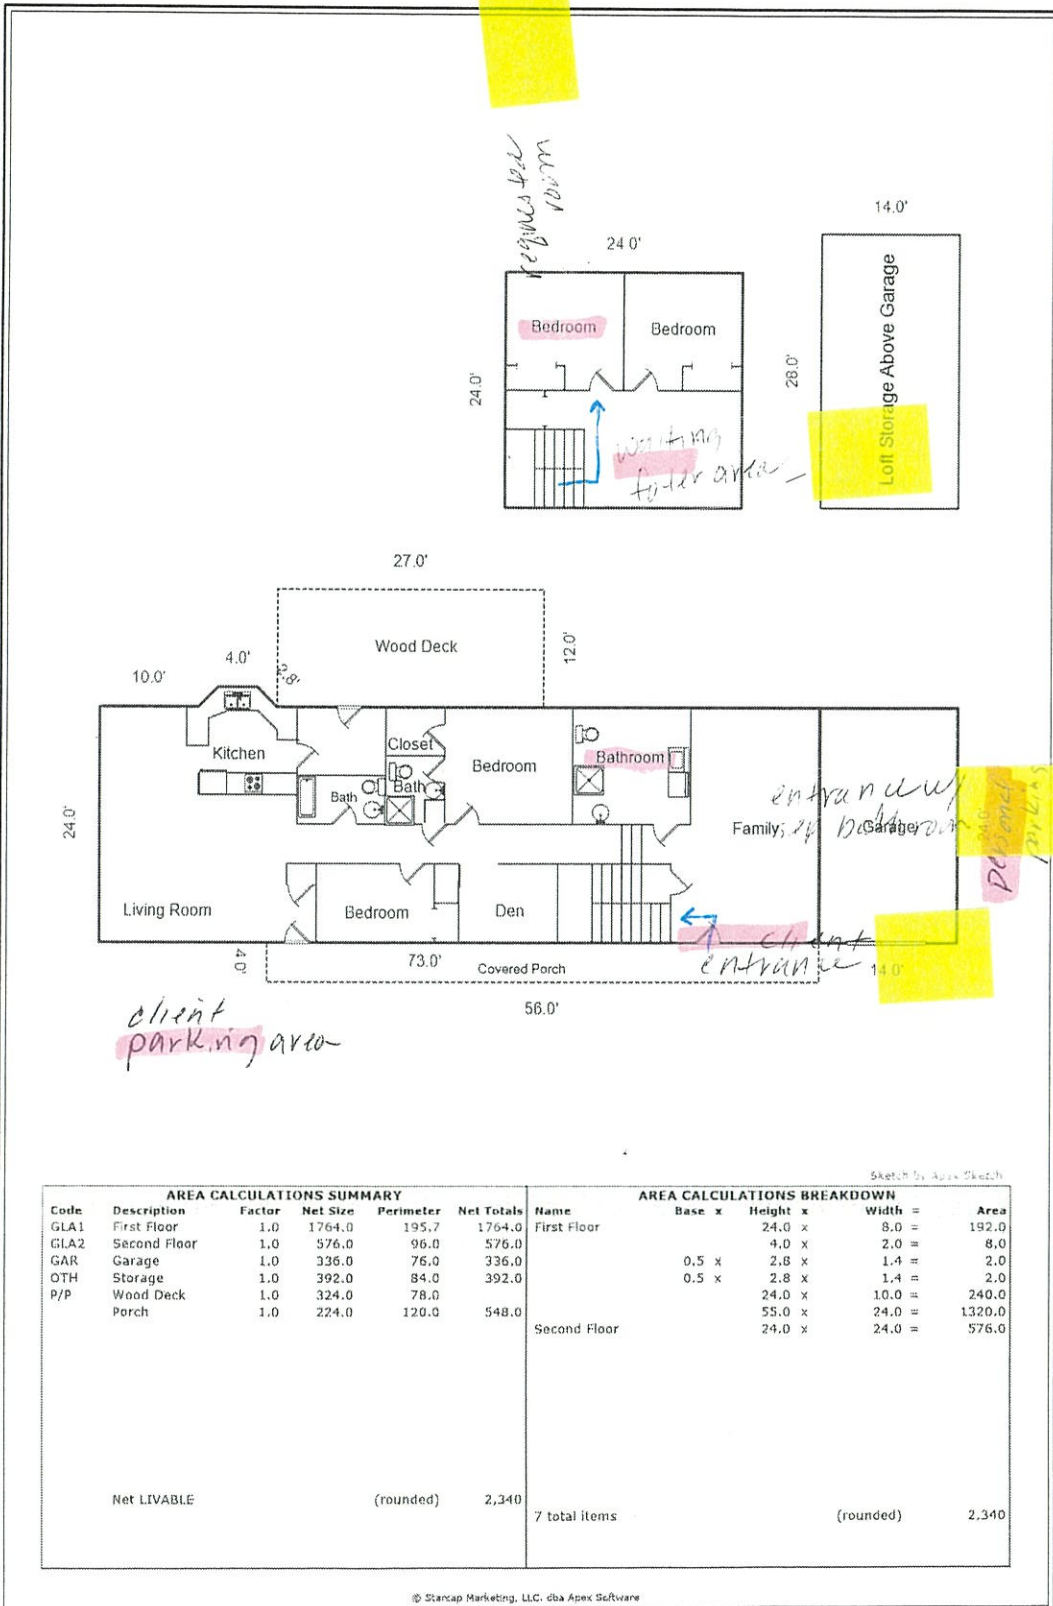 requested
room
14.0'
24.0'
Bedroom
Bedroom
24.0'
28.0'
Loft Storage Above Garage
waiting
foyer area
27.0'
Wood Deck
12.0'
10.0'
4.0'
2.8'
Kitchen
Closet
Bath
Bath
Bedroom
Bathroom
24.0'
entrance w/
bathroom
Family
Garage
24.0'
personal
parking
Living Room
Bedroom
Den
client
entrance
4.0'
73.0'
Covered Porch
14.0'
56.0'
client
parking area
Sketch by Apex Sketch
AREA CALCULATIONS SUMMARY
Code Description Factor Net Size Perimeter Net Totals
GLA1 First Floor 1.0 1764.0 195.7 1764.0
GLA2 Second Floor 1.0 576.0 96.0 576.0
GAR Garage 1.0 336.0 76.0 336.0
OTH Storage 1.0 392.0 84.0 392.0
P/P Wood Deck 1.0 324.0 78.0
Porch 1.0 224.0 120.0 548.0
Net LIVABLE (rounded) 2,340
AREA CALCULATIONS BREAKDOWN
Name Base x Height x Width = Area
First Floor 24.0 x 8.0 = 192.0
4.0 x 2.0 = 8.0
0.5 x 2.8 x 1.4 = 2.0
0.5 x 2.8 x 1.4 = 2.0
24.0 x 10.0 = 240.0
55.0 x 24.0 = 1320.0
Second Floor 24.0 x 24.0 = 576.0
7 total items (rounded) 2,340
© Starcap Marketing, LLC. dba Apex Software